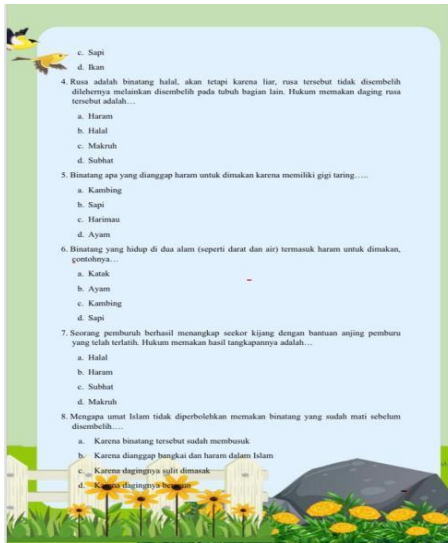 c. Sapi
d. Ikan
4. Rusa adalah binatang halal, akan tetapi karena liar, rusa tersebut tidak disembelih
dilehernya melainkan disembelih pada tubuh bagian lain. Hukum memakan daging rusa
tersebut adalah…
a. Haram
b. Halal
c. Makruh
d. Subhat
5. Binatang apa yang dianggap haram untuk dimakan karena memiliki gigi taring…..
a. Kambing
b. Sapi
c. Harimau
d. Ayam
6. Binatang yang hidup di dua alam (seperti darat dan air) termasuk haram untuk dimakan,
contohnya…
a. Katak
b. Ayam
c. Kambing
d. Sapi
7. Seorang pemburuh berhasil menangkap seekor kijang dengan bantuan anjing pemburu
yang telah terlatih. Hukum memakan hasil tangkapannya adalah…
a. Halal
b. Haram
c. Subhat
d. Makruh
8. Mengapa umat Islam tidak diperbolehkan memakan binatang yang sudah mati sebelum
disembelih….
a. Karena binatang tersebut sudah membusuk
b. Karena dianggap bangkai dan haram dalam Islam
c. Karena dagingnya sulit dimasak
d. Karena dagingnya